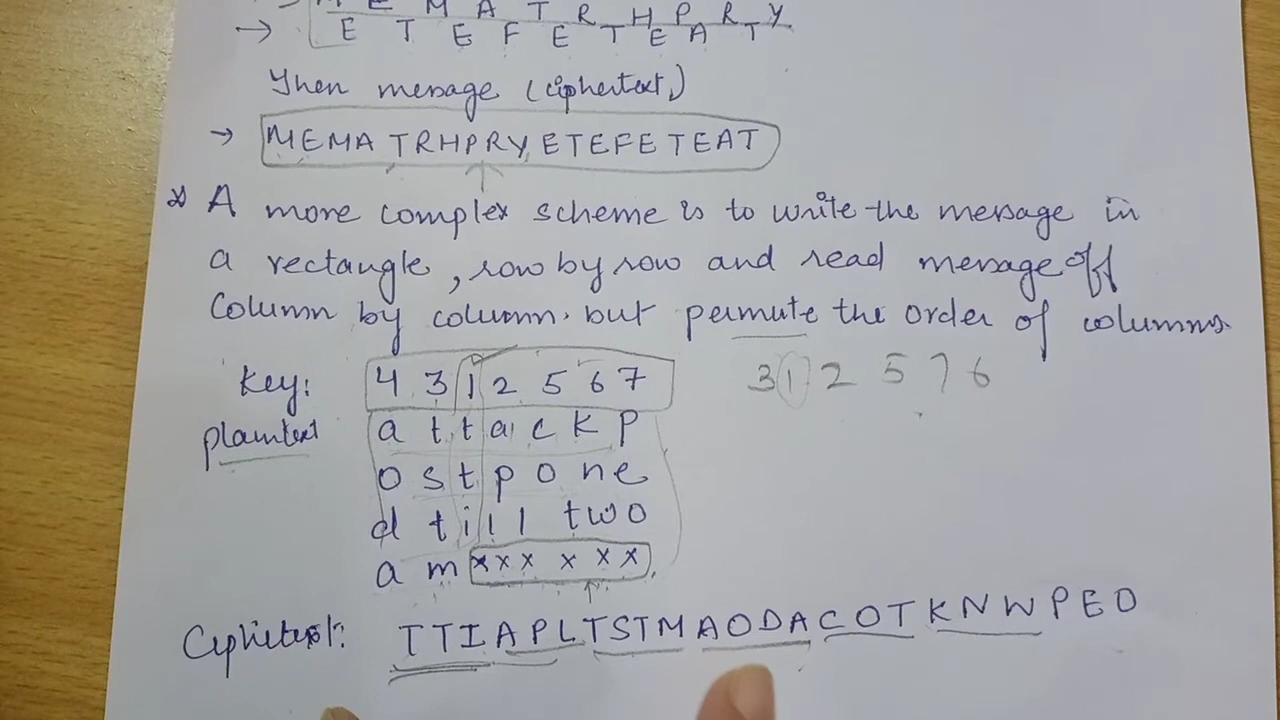 M E M A T R H P R Y
→ E T E F E T E A T
Then message (ciphertext)
→ MEMATRHPRYETEFETEAT
A more complex scheme is to write the message in
a rectangle, row by row and read message off
column by column. but permute the order of columns.
Key: 4 3 1 2 5 6 7 3 1 2 5 7 6
plaintext a t t a c k p
o s t p o n e
d t i l l t w o
a m x x x x x x
Ciphertext: TTIAPLTSTMAODACOTKNWPEO